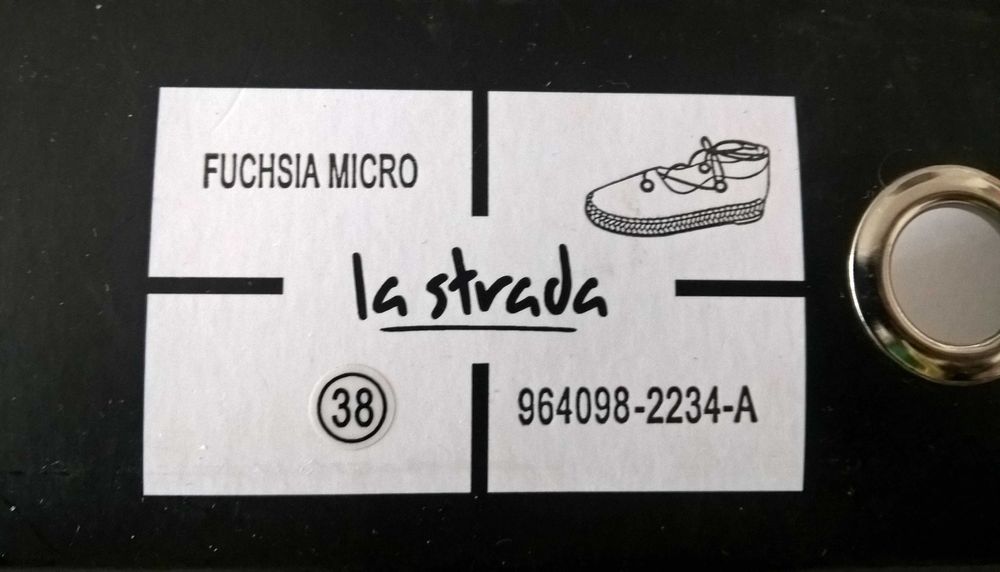 FUCHSIA MICRO
la strada
38
964098-2234-A